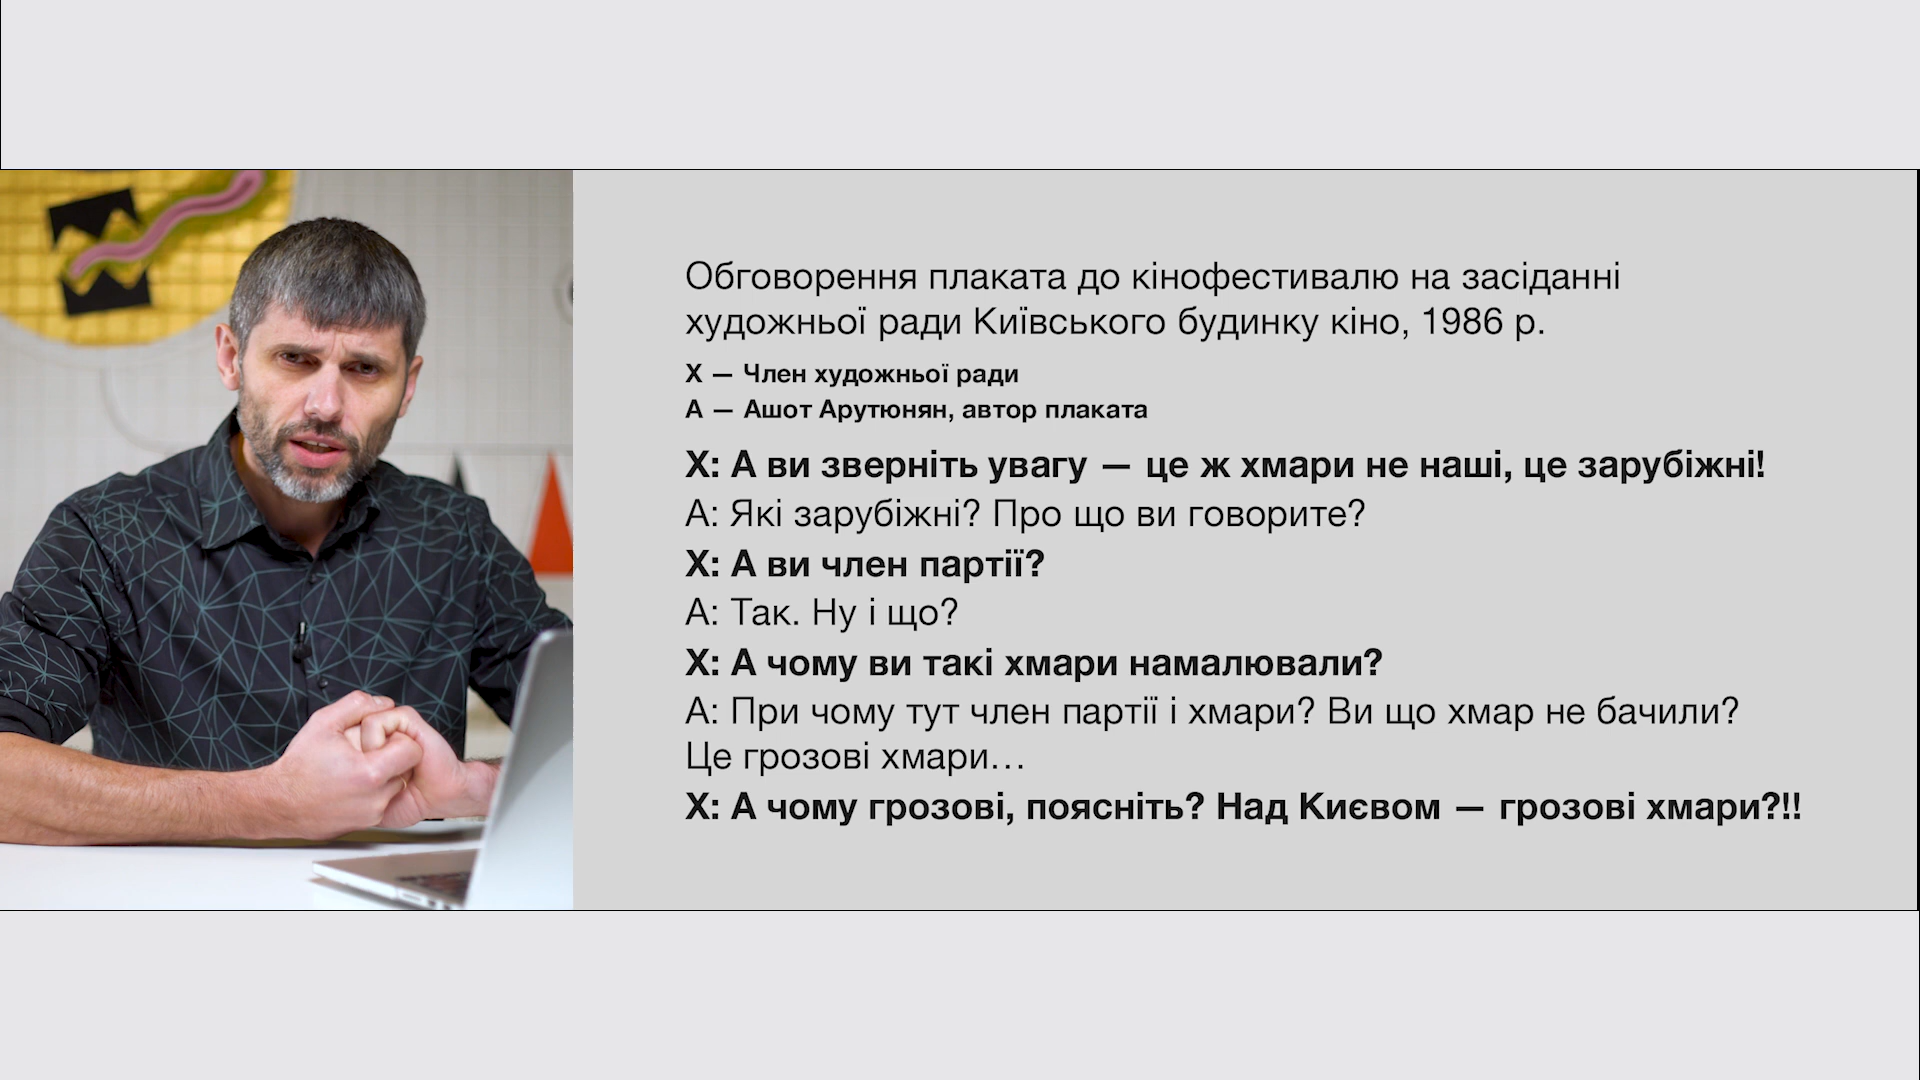 Обговорення плаката до кінофестивалю на засіданні
художньої ради Київського будинку кіно, 1986 р.
Х — Член художньої ради
А — Ашот Арутюнян, автор плаката
Х: А ви зверніть увагу — це ж хмари не наші, це зарубіжні!
А: Які зарубіжні? Про що ви говорите?
Х: А ви член партії?
А: Так. Ну і що?
Х: А чому ви такі хмари намалювали?
А: При чому тут член партії і хмари? Ви що хмар не бачили?
Це грозові хмари…
Х: А чому грозові, поясніть? Над Києвом — грозові хмари?!!